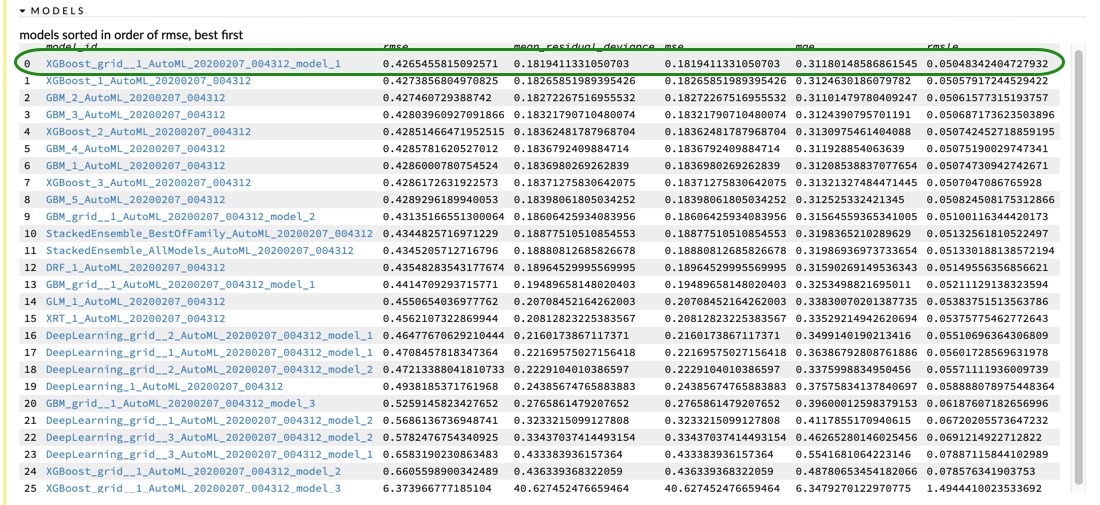 ▾ MODELS
models sorted in order of rmse, best first
model_id rmse mean_residual_deviance mse mae rmsle
0 XGBoost_grid__1_AutoML_20200207_004312_model_1 0.4265455815092571 0.1819411331050703 0.1819411331050703 0.31180148586861545 0.05048342404727932
1 XGBoost_1_AutoML_20200207_004312 0.4273856804970825 0.18265851989395426 0.18265851989395426 0.3124630186079782 0.05057917244529422
2 GBM_2_AutoML_20200207_004312 0.427460729388742 0.18272267516955532 0.18272267516955532 0.31101479780409247 0.05061577315193757
3 GBM_3_AutoML_20200207_004312 0.42803960927091866 0.18321790710480074 0.18321790710480074 0.3124390795701191 0.050687173623503896
4 XGBoost_2_AutoML_20200207_004312 0.42851466471952515 0.18362481787968704 0.18362481787968704 0.3130975461404088 0.050742452718859195
5 GBM_4_AutoML_20200207_004312 0.4285781620527012 0.1836792409884714 0.1836792409884714 0.311928854063639 0.05075190029747341
6 GBM_1_AutoML_20200207_004312 0.4286000780754524 0.1836980269262839 0.1836980269262839 0.31208538837077654 0.05074730942742671
7 XGBoost_3_AutoML_20200207_004312 0.4286172631922573 0.18371275830642075 0.18371275830642075 0.31321327484471445 0.0507047086765928
8 GBM_5_AutoML_20200207_004312 0.4289296189940053 0.18398061805034252 0.18398061805034252 0.312525332421345 0.050824508175312866
9 GBM_grid__1_AutoML_20200207_004312_model_2 0.43135166551300064 0.18606425934083956 0.18606425934083956 0.31564559365341005 0.05100116344420173
10 StackedEnsemble_BestOfFamily_AutoML_20200207_004312 0.4344825716971229 0.18775105108554206 0.18775105108554206 0.3198365210289629 0.05132561810522497
11 StackedEnsemble_AllModels_AutoML_20200207_004312 0.4345205712716796 0.18880812685826678 0.18880812685826678 0.31986936973733654 0.051330188138572194
12 DRF_1_AutoML_20200207_004312 0.43548283543177674 0.18964529995569995 0.18964529995569995 0.31590269149536343 0.05149556356856621
13 GBM_grid__1_AutoML_20200207_004312_model_1 0.4414709293715771 0.19489658148020403 0.19489658148020403 0.3253498821695011 0.05211129138323594
14 GLM_1_AutoML_20200207_004312 0.4550654036977762 0.20708452164262003 0.20708452164262003 0.33830070201387735 0.05383751513563786
15 XRT_1_AutoML_20200207_004312 0.4562107322869944 0.20812823225383567 0.20812823225383567 0.33529214942620694 0.05375775462772643
16 DeepLearning_grid__2_AutoML_20200207_004312_model_1 0.46477670629210444 0.2160173867117371 0.2160173867117371 0.3499140190213416 0.05510696364306809
17 DeepLearning_grid__1_AutoML_20200207_004312_model_1 0.4708457818347364 0.22169575027156418 0.22169575027156418 0.36386792808761886 0.05601728569631978
18 DeepLearning_grid__2_AutoML_20200207_004312_model_2 0.47213388041810733 0.2229104010386597 0.2229104010386597 0.3375998834950456 0.05571111936009739
19 DeepLearning_1_AutoML_20200207_004312 0.4938185371761968 0.24385674765883883 0.24385674765883883 0.37575834137840697 0.058888078975448364
20 GBM_grid__1_AutoML_20200207_004312_model_3 0.5259145823427652 0.2765861479207652 0.2765861479207652 0.39600012598379153 0.06187607182656996
21 DeepLearning_grid__1_AutoML_20200207_004312_model_2 0.5686136736948741 0.3233215099127808 0.3233215099127808 0.4117855170940615 0.06720205573647232
22 DeepLearning_grid__3_AutoML_20200207_004312_model_2 0.5782476754340925 0.33437037414493154 0.33437037414493154 0.46265280146025456 0.0691214922712822
23 DeepLearning_grid__3_AutoML_20200207_004312_model_1 0.6583190230863483 0.433383936157364 0.433383936157364 0.5541681064223146 0.07887115844102989
24 XGBoost_grid__1_AutoML_20200207_004312_model_2 0.6605598900342489 0.436339368322059 0.436339368322059 0.48780653454182066 0.078576341903753
25 XGBoost_grid__1_AutoML_20200207_004312_model_3 6.373966777185104 40.627452476659464 40.627452476659464 6.3479270122970775 1.4944410023533692